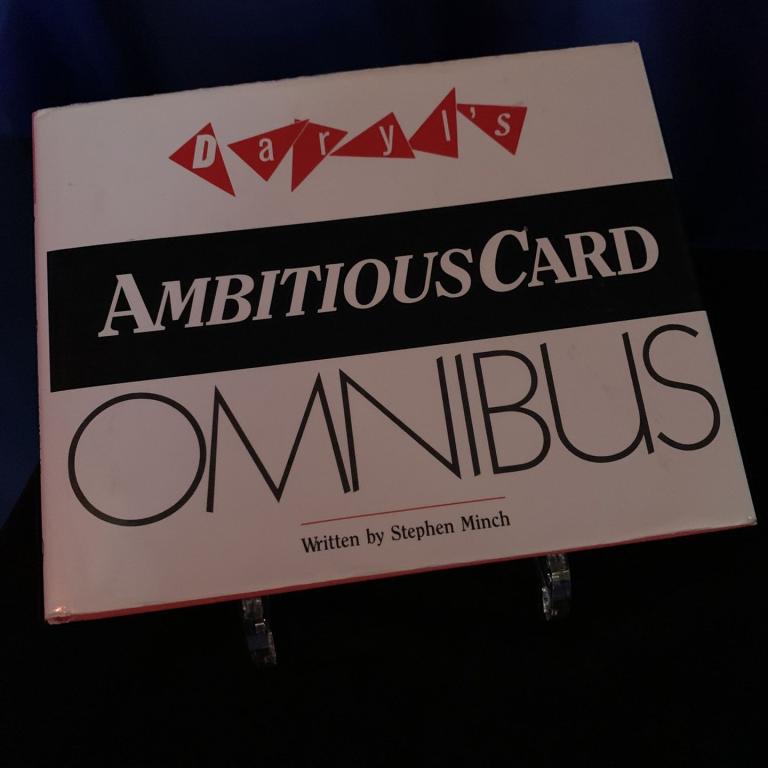 Daryl's
AMBITIOUS CARD
OMNIBUS
Written by Stephen Minch